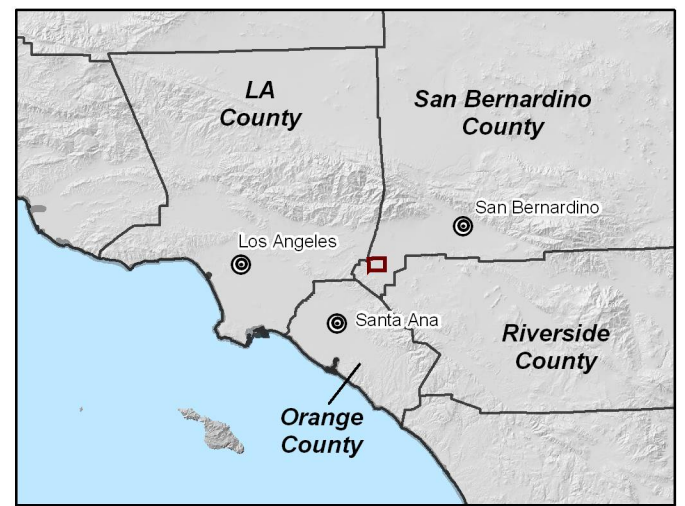 LA
County
San Bernardino
County
San Bernardino
Los Angeles
Santa Ana
Riverside
County
Orange
County